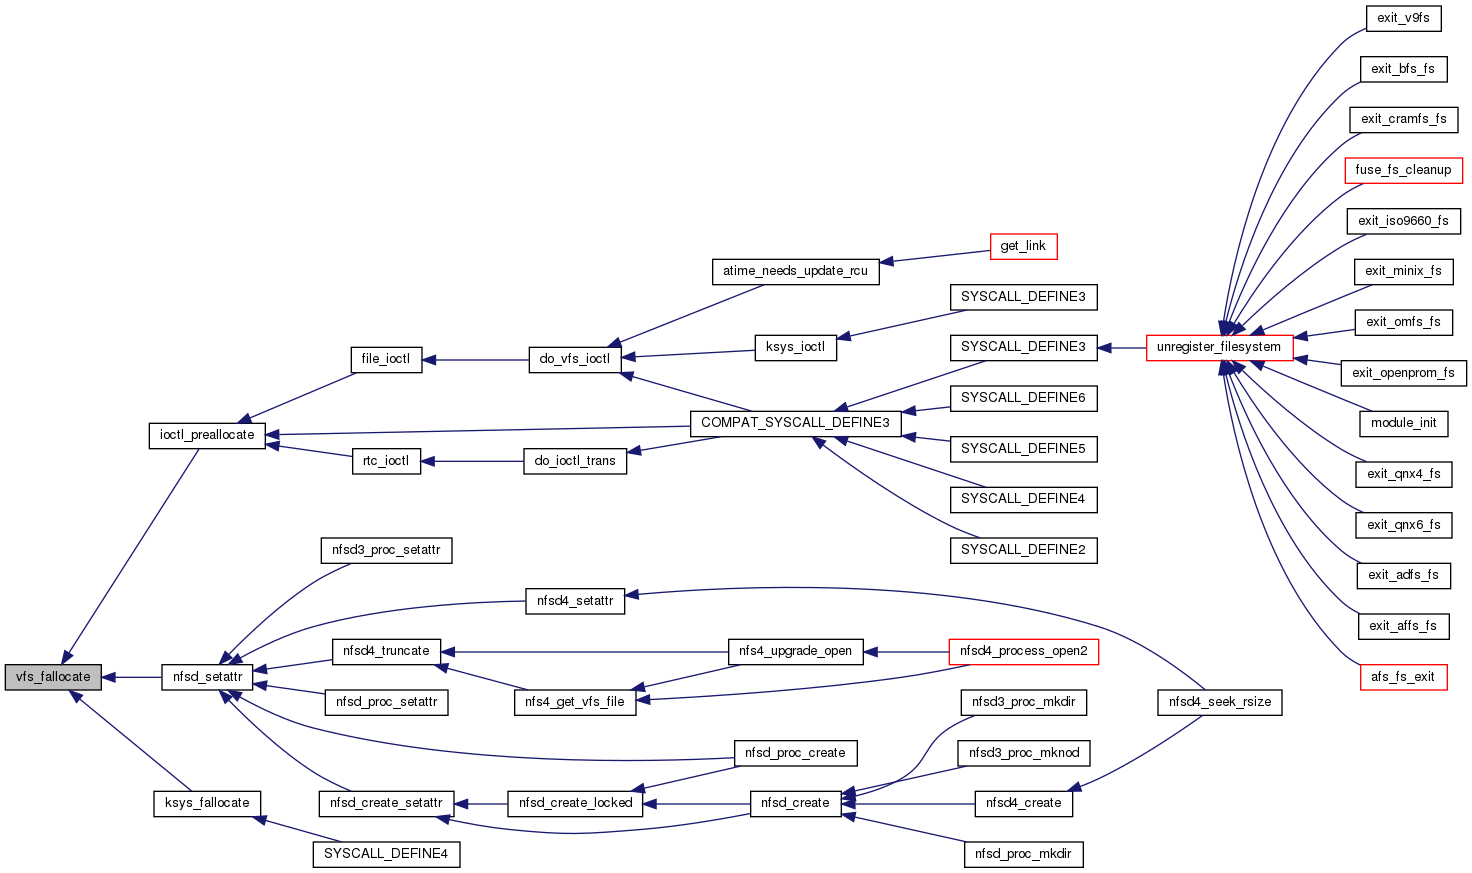 exit_v9fs
exit_bfs_fs
exit_cramfs_fs
fuse_fs_cleanup
exit_iso9660_fs
get_link
atime_needs_update_rcu
exit_minix_fs
SYSCALL_DEFINE3
exit_omfs_fs
ksys_ioctl
SYSCALL_DEFINE3
unregister_filesystem
file_ioctl
do_vfs_ioctl
exit_openprom_fs
SYSCALL_DEFINE6
COMPAT_SYSCALL_DEFINE3
module_init
ioctl_preallocate
SYSCALL_DEFINE5
rtc_ioctl
do_ioctl_trans
exit_qnx4_fs
SYSCALL_DEFINE4
exit_qnx6_fs
nfsd3_proc_setattr
SYSCALL_DEFINE2
exit_adfs_fs
nfsd4_setattr
exit_affs_fs
nfsd4_truncate
nfs4_upgrade_open
nfsd4_process_open2
vfs_fallocate
nfsd_setattr
afs_fs_exit
nfsd_proc_setattr
nfs4_get_vfs_file
nfsd3_proc_mkdir
nfsd4_seek_rsize
nfsd_proc_create
nfsd3_proc_mknod
ksys_fallocate
nfsd_create_setattr
nfsd_create_locked
nfsd_create
nfsd4_create
SYSCALL_DEFINE4
nfsd_proc_mkdir